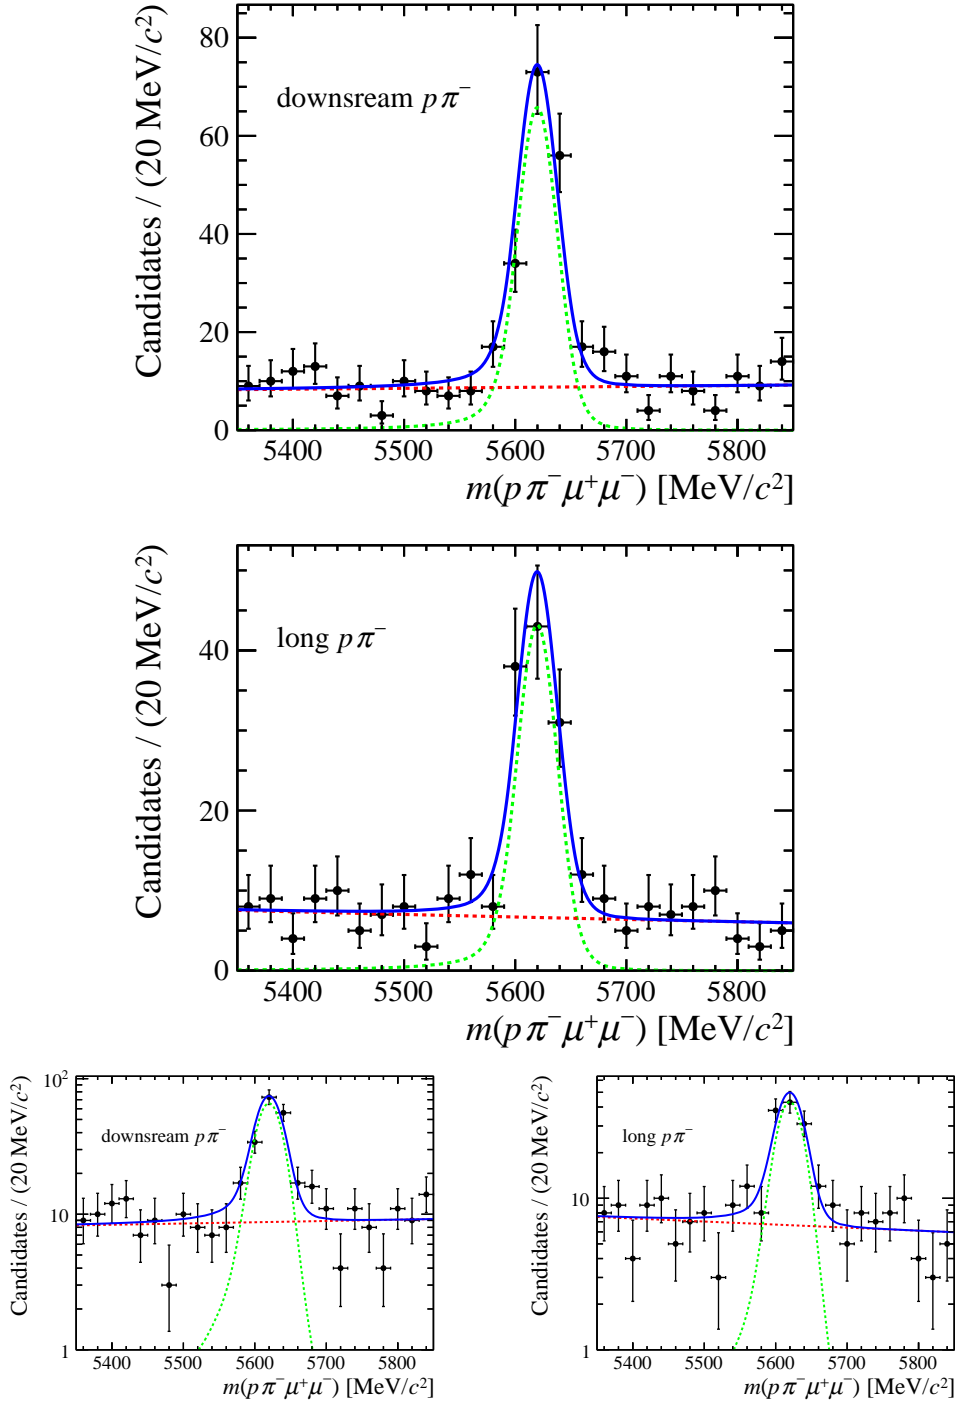 Candidates / (20 MeV/c²)
downsream pπ⁻
80
60
40
20
0
5400 5500 5600 5700 5800
m(pπ⁻μ⁺μ⁻) [MeV/c²]
Candidates / (20 MeV/c²)
long pπ⁻
40
20
0
5400 5500 5600 5700 5800
m(pπ⁻μ⁺μ⁻) [MeV/c²]
Candidates / (20 MeV/c²)
downsream pπ⁻
10²
10
1
5400 5500 5600 5700 5800
m(pπ⁻μ⁺μ⁻) [MeV/c²]
Candidates / (20 MeV/c²)
long pπ⁻
10
1
5400 5500 5600 5700 5800
m(pπ⁻μ⁺μ⁻) [MeV/c²]